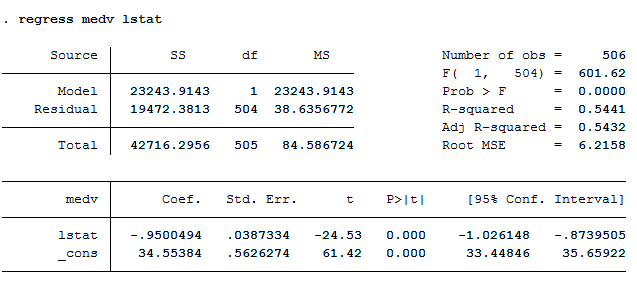 . regress medv lstat
Source SS df MS Number of obs = 506
F( 1, 504) = 601.62
Model 23243.9143 1 23243.9143 Prob > F = 0.0000
Residual 19472.3813 504 38.6356772 R-squared = 0.5441
Adj R-squared = 0.5432
Total 42716.2956 505 84.586724 Root MSE = 6.2158
medv Coef. Std. Err. t P>|t| [95% Conf. Interval]
lstat -.9500494 .0387334 -24.53 0.000 -1.026148 -.8739505
_cons 34.55384 .5626274 61.42 0.000 33.44846 35.65922